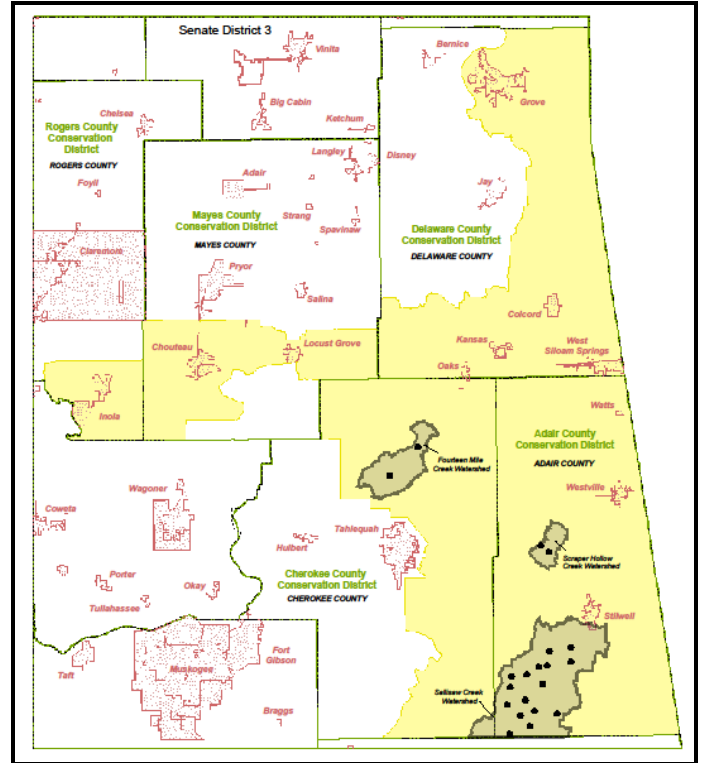 Senate District 3
Vinita
Bernice
Big Cabin
Grove
Chelsea
Ketchum
Rogers County
Conservation
District
ROGERS COUNTY
Langley
Disney
Adair
Foyil
Jay
Strang
Spavinaw
Mayes County
Conservation District
MAYES COUNTY
Delaware County
Conservation District
DELAWARE COUNTY
Claremore
Pryor
Salina
Colcord
Chouteau
Locust Grove
Kansas
West
Siloam Springs
Oaks
Inola
Watts
Adair County
Conservation District
ADAIR COUNTY
Fourteen Mile
Creek Watershed
Wagoner
Westville
Coweta
Tahlequah
Hulbert
Scraper Hollow
Creek Watershed
Porter
Okay
Tullahassee
Cherokee County
Conservation District
CHEROKEE COUNTY
Stilwell
Fort
Gibson
Taft
Muskogee
Sallisaw Creek
Watershed
Braggs